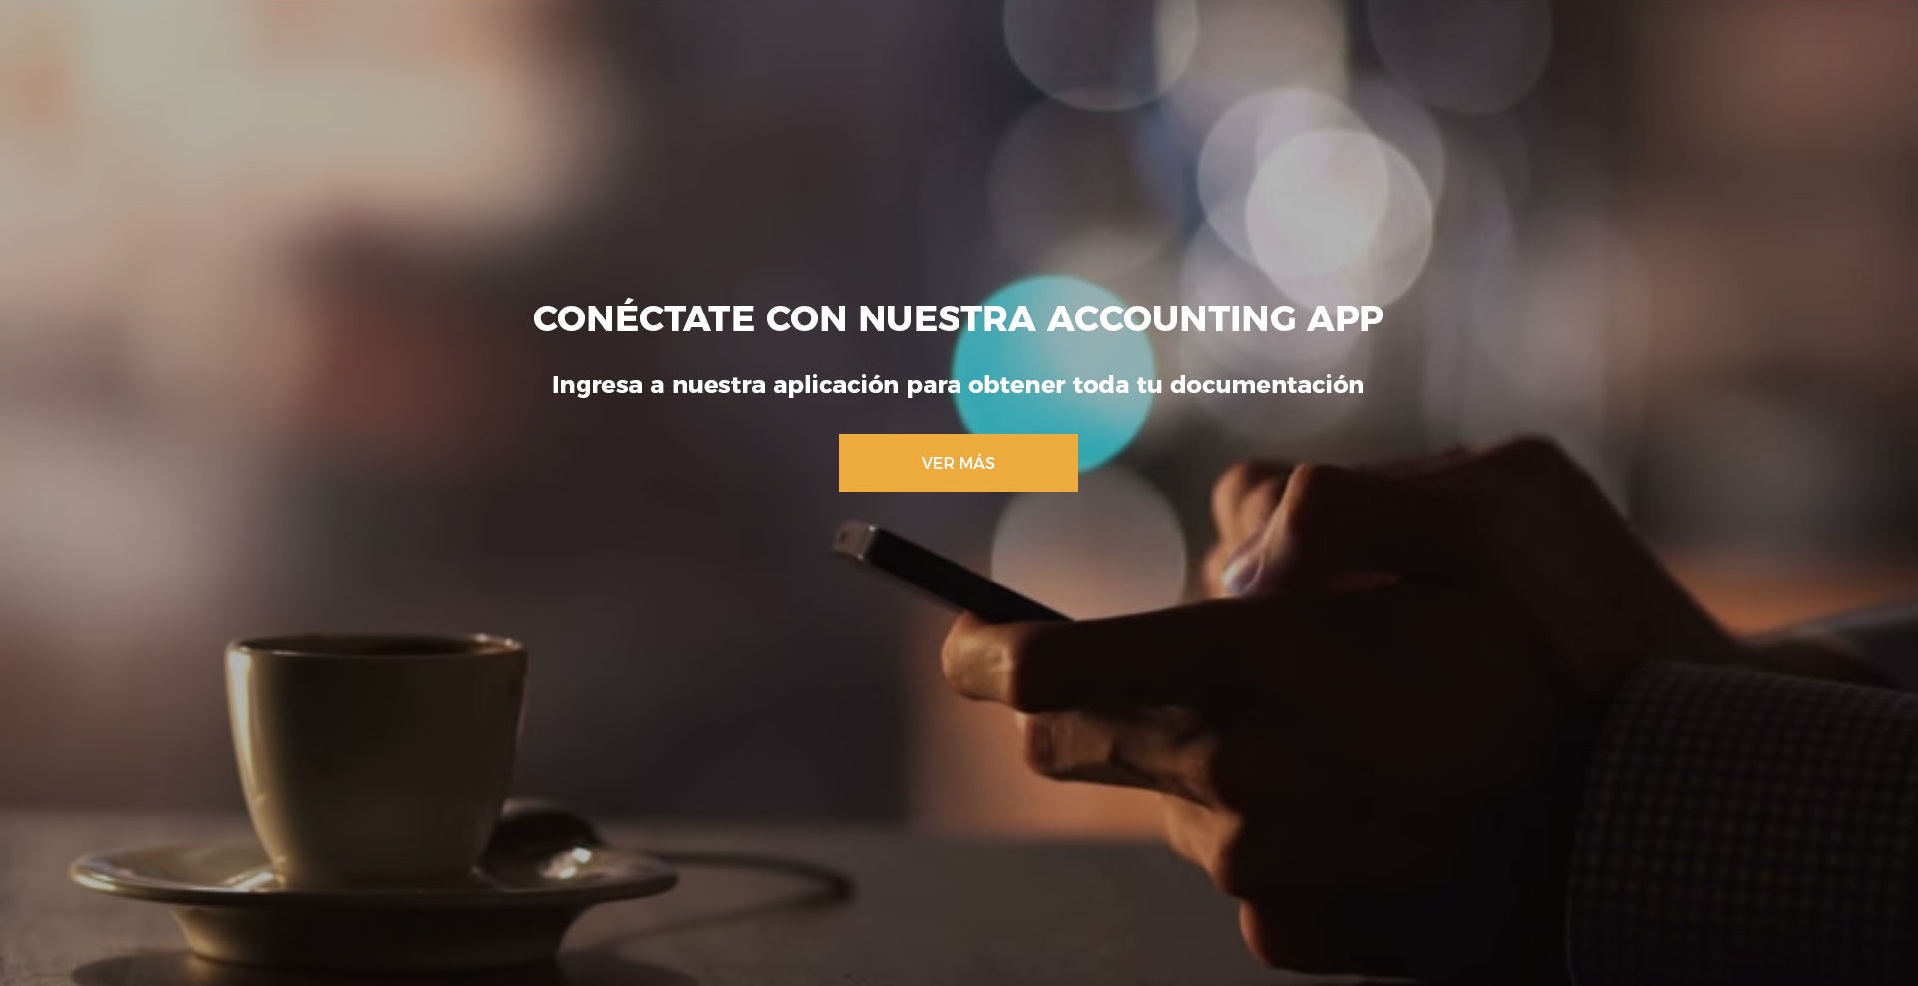 CONÉCTATE CON NUESTRA ACCOUNTING APP
Ingresa a nuestra aplicación para obtener toda tu documentación
VER MÁS